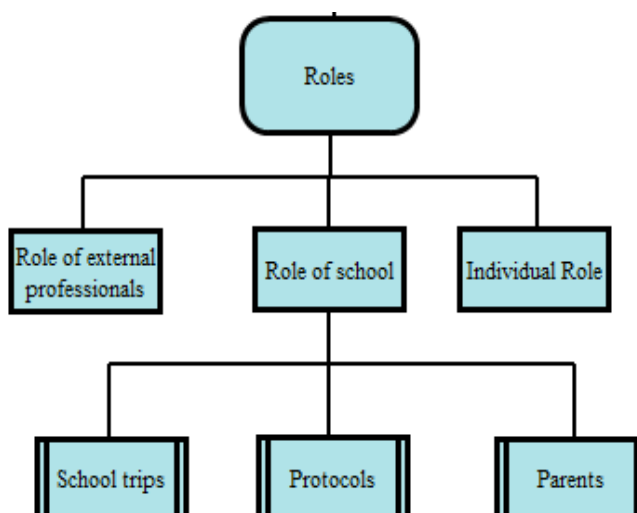 Roles
Role of external
professionals
Role of school
Individual Role
School trips
Protocols
Parents